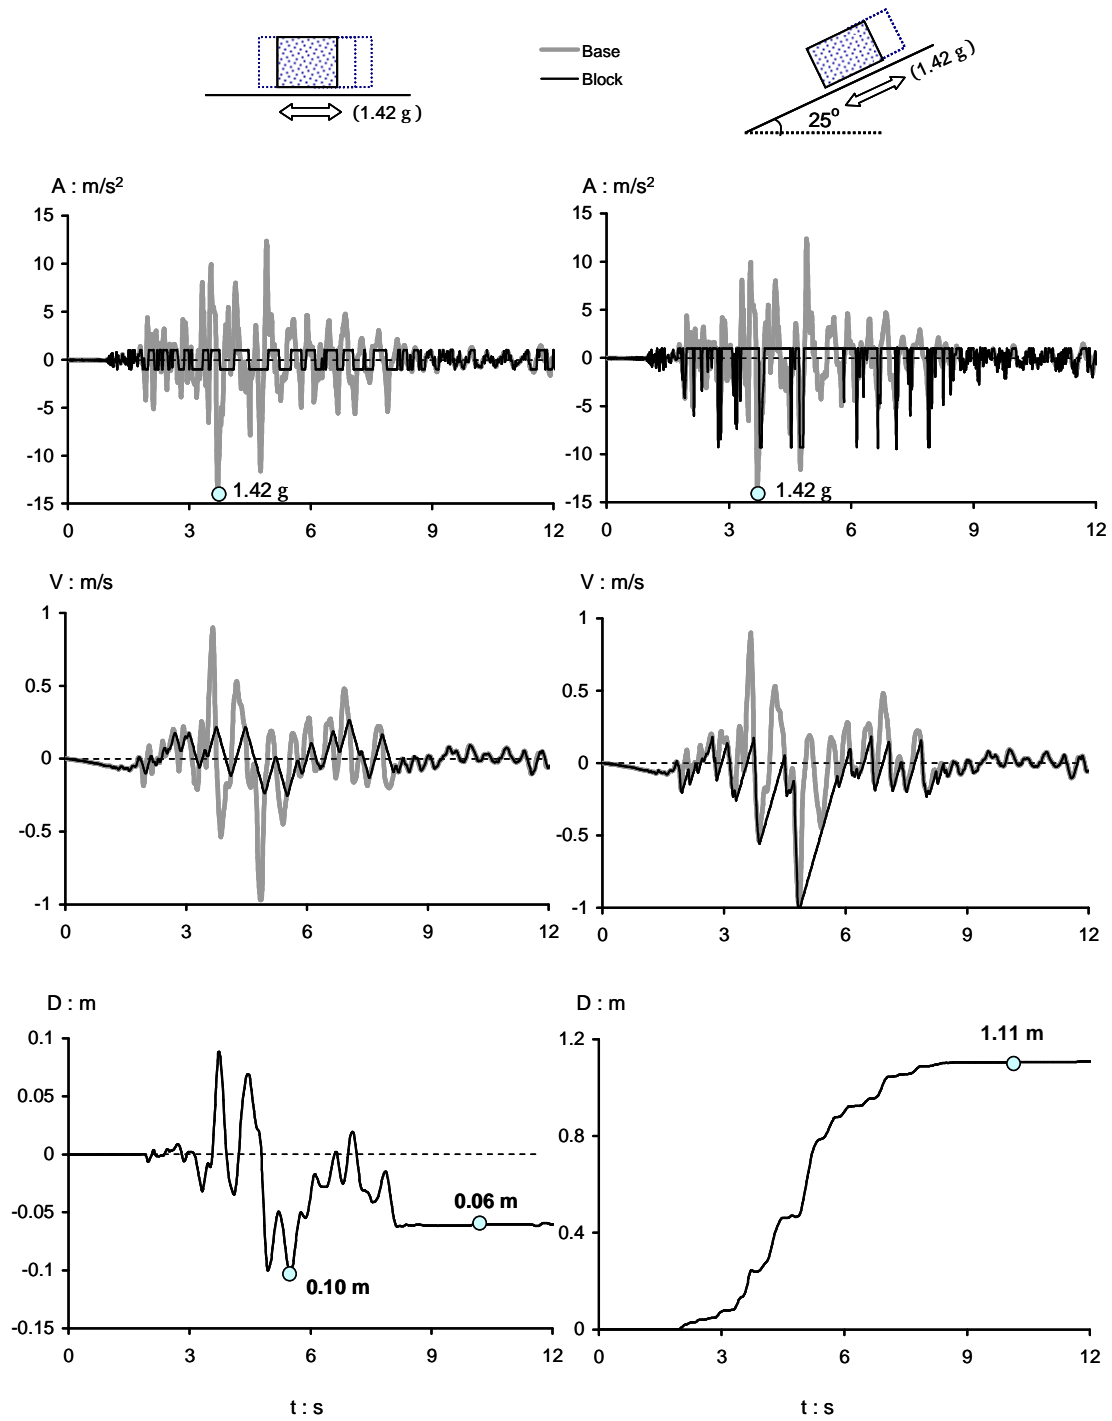 (1.42 g)
Base
Block
(1.42 g)
25°
A : m/s²
15
10
5
0
-5
-10
-15
1.42 g
0 3 6 9 12
A : m/s²
15
10
5
0
-5
-10
-15
1.42 g
0 3 6 9 12
V : m/s
1
0.5
0
-0.5
-1
0 3 6 9 12
V : m/s
1
0.5
0
-0.5
-1
0 3 6 9 12
D : m
0.1
0.05
0
-0.05
-0.1
-0.15
0.06 m
0.10 m
0 3 6 9 12
t : s
D : m
1.2
0.8
0.4
0
1.11 m
0 3 6 9 12
t : s